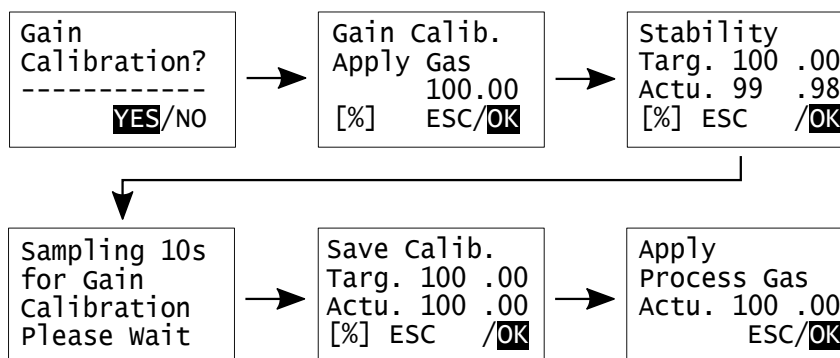 Gain
Calibration?
------------
YES/NO
Gain Calib.
Apply Gas
100.00
[%] ESC/OK
Stability
Targ. 100 .00
Actu. 99 .98
[%] ESC /OK
Sampling 10s
for Gain
Calibration
Please Wait
Save Calib.
Targ. 100 .00
Actu. 100 .00
[%] ESC /OK
Apply
Process Gas
Actu. 100 .00
ESC/OK